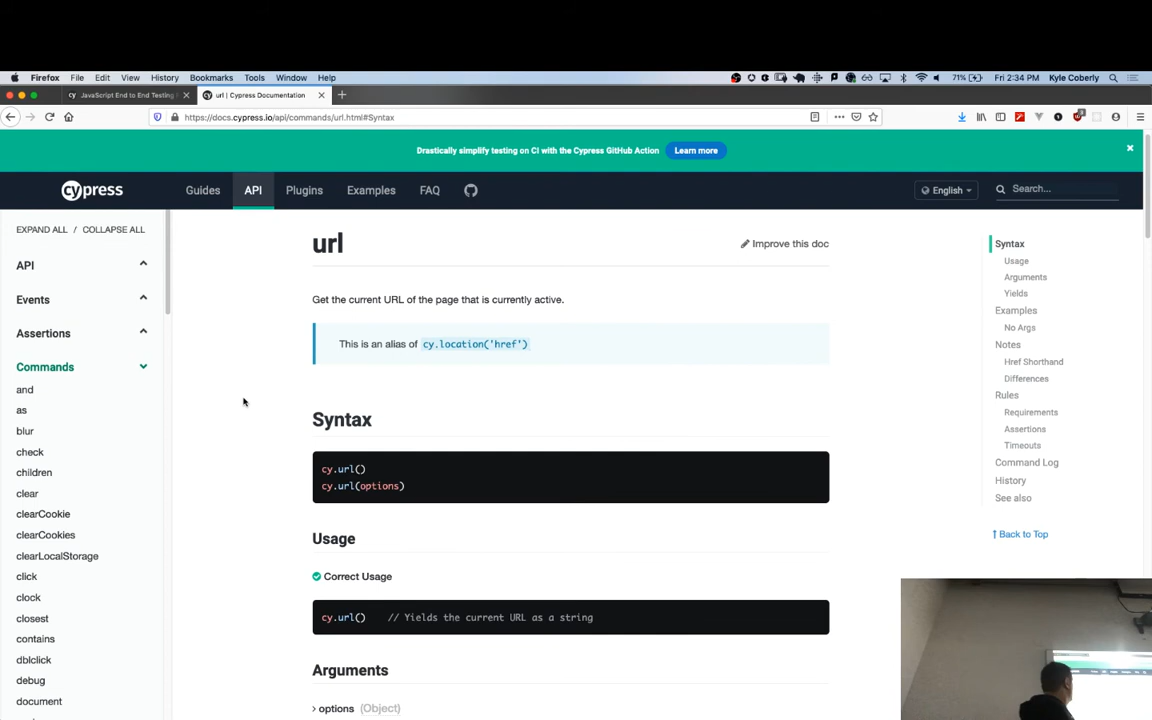 Firefox File Edit View History Bookmarks Tools Window Help 71% Fri 2:34 PM Kyle Coberly
cy JavaScript End to End Testing url | Cypress Documentation
https://docs.cypress.io/api/commands/url.html#Syntax
Drastically simplify testing on CI with the Cypress GitHub Action Learn more
cypress Guides API Plugins Examples FAQ English Search...
EXPAND ALL / COLLAPSE ALL
API
Events
Assertions
Commands
and
as
blur
check
children
clear
clearCookie
clearCookies
clearLocalStorage
click
clock
closest
contains
dblclick
debug
document
url
Improve this doc
Get the current URL of the page that is currently active.
This is an alias of cy.location('href')
Syntax
cy.url()
cy.url(options)
Usage
Correct Usage
cy.url() // Yields the current URL as a string
Arguments
› options (Object)
Syntax
Usage
Arguments
Yields
Examples
No Args
Notes
Href Shorthand
Differences
Rules
Requirements
Assertions
Timeouts
Command Log
History
See also
Back to Top